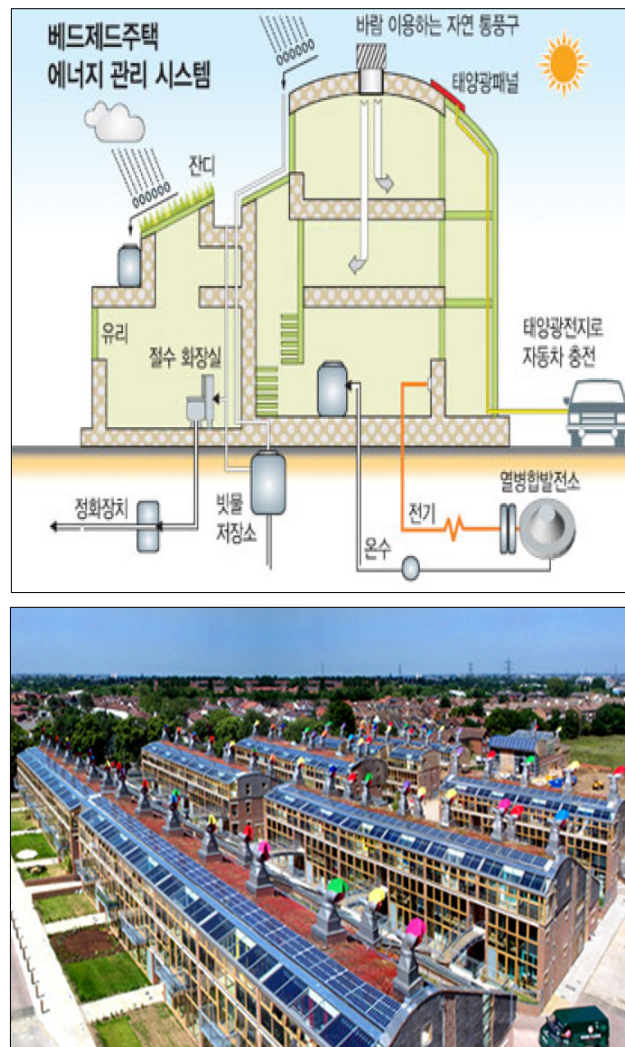 베드제드주택
에너지 관리 시스템
바람 이용하는 자연 통풍구
태양광패널
잔디
유리
절수 화장실
태양광전지로
자동차 충전
정화장치
빗물
저장소
전기
온수
열병합발전소